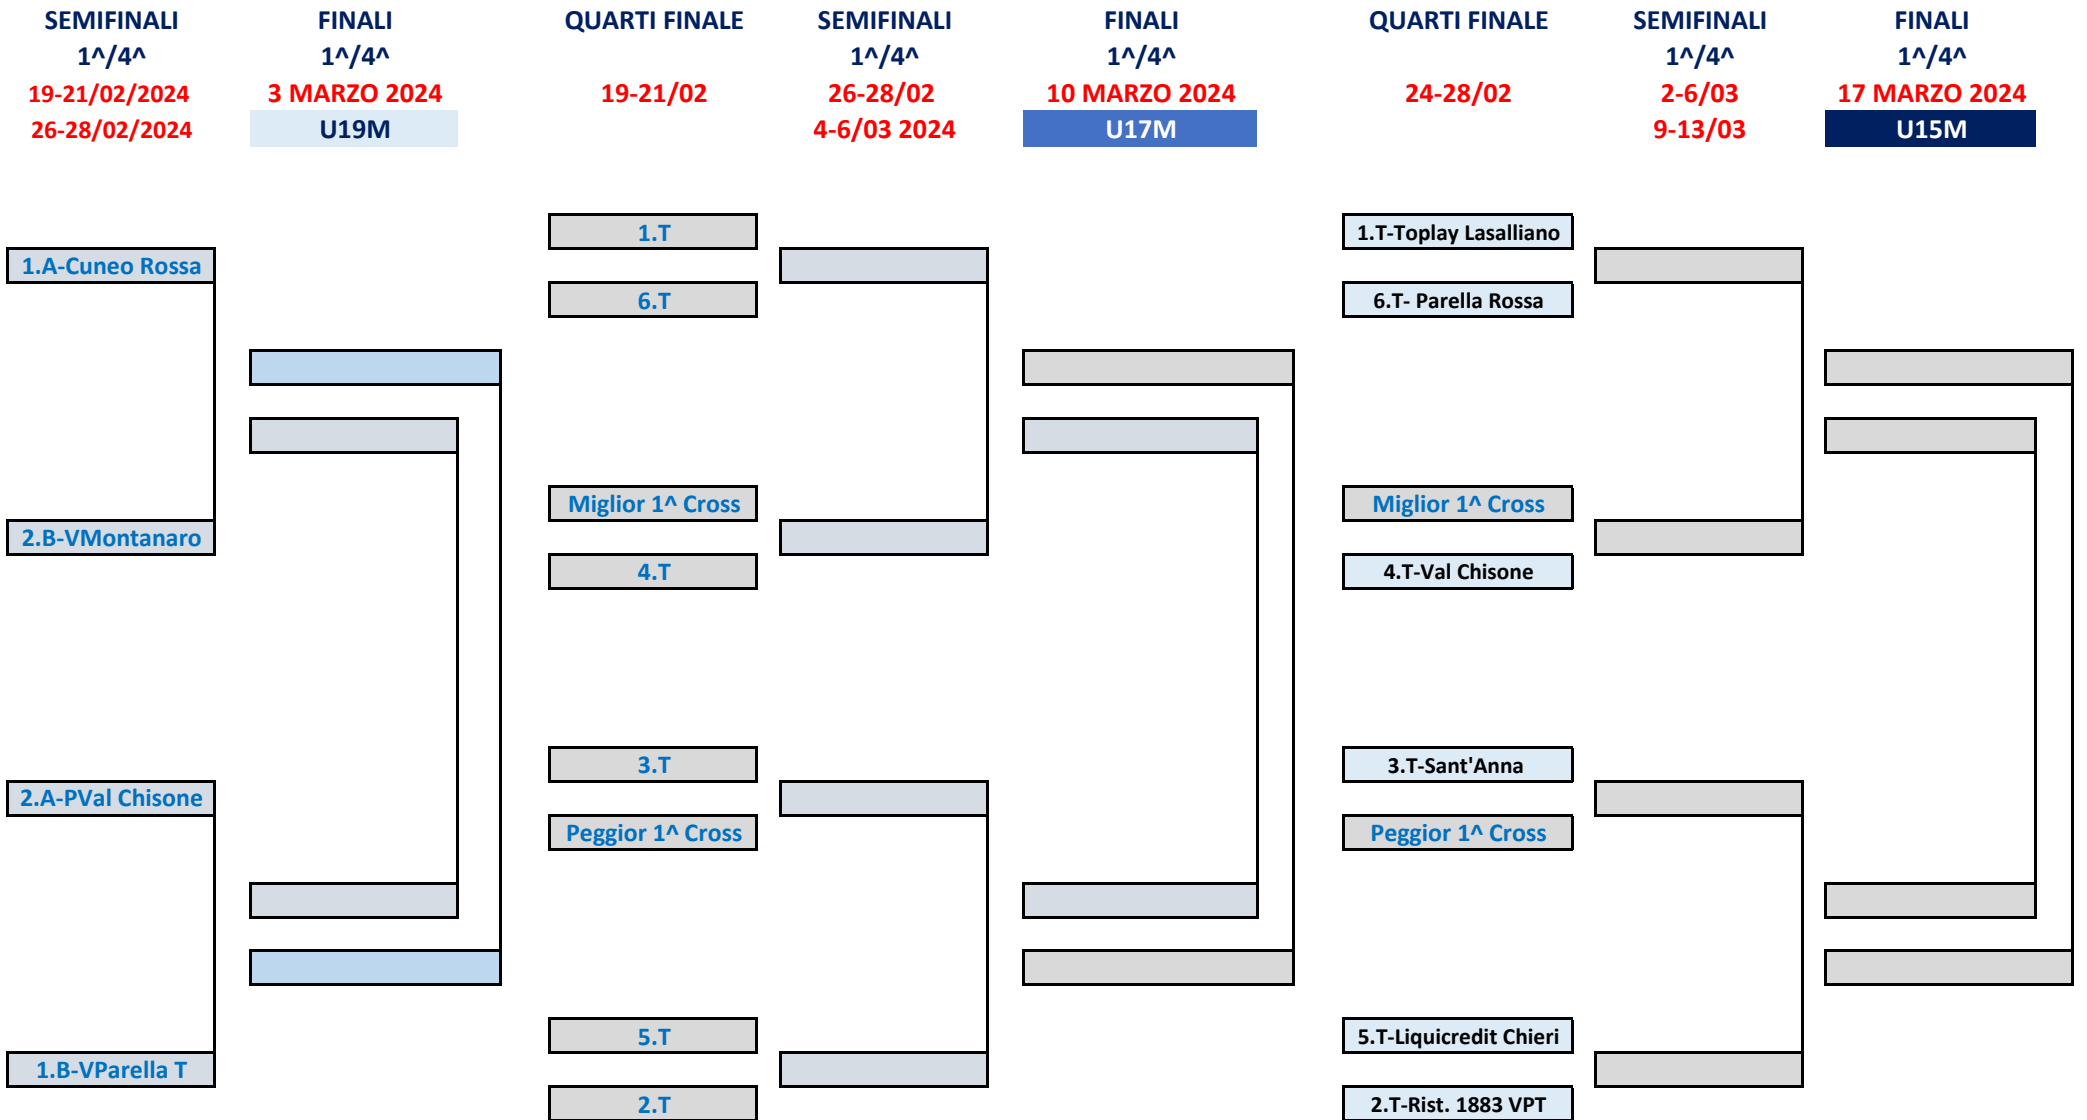 SEMIFINALI
1^/4^
19-21/02/2024
26-28/02/2024
FINALI
1^/4^
3 MARZO 2024
U19M
QUARTI FINALE
19-21/02
SEMIFINALI
1^/4^
26-28/02
4-6/03 2024
FINALI
1^/4^
10 MARZO 2024
U17M
QUARTI FINALE
24-28/02
SEMIFINALI
1^/4^
2-6/03
9-13/03
FINALI
1^/4^
17 MARZO 2024
U15M
1.A-Cuneo Rossa
2.B-VMontanaro
2.A-PVal Chisone
1.B-VParella T
1.T
6.T
Miglior 1^ Cross
4.T
3.T
Peggior 1^ Cross
5.T
2.T
1.T-Toplay Lasalliano
6.T- Parella Rossa
Miglior 1^ Cross
4.T-Val Chisone
3.T-Sant'Anna
Peggior 1^ Cross
5.T-Liquicredit Chieri
2.T-Rist. 1883 VPT